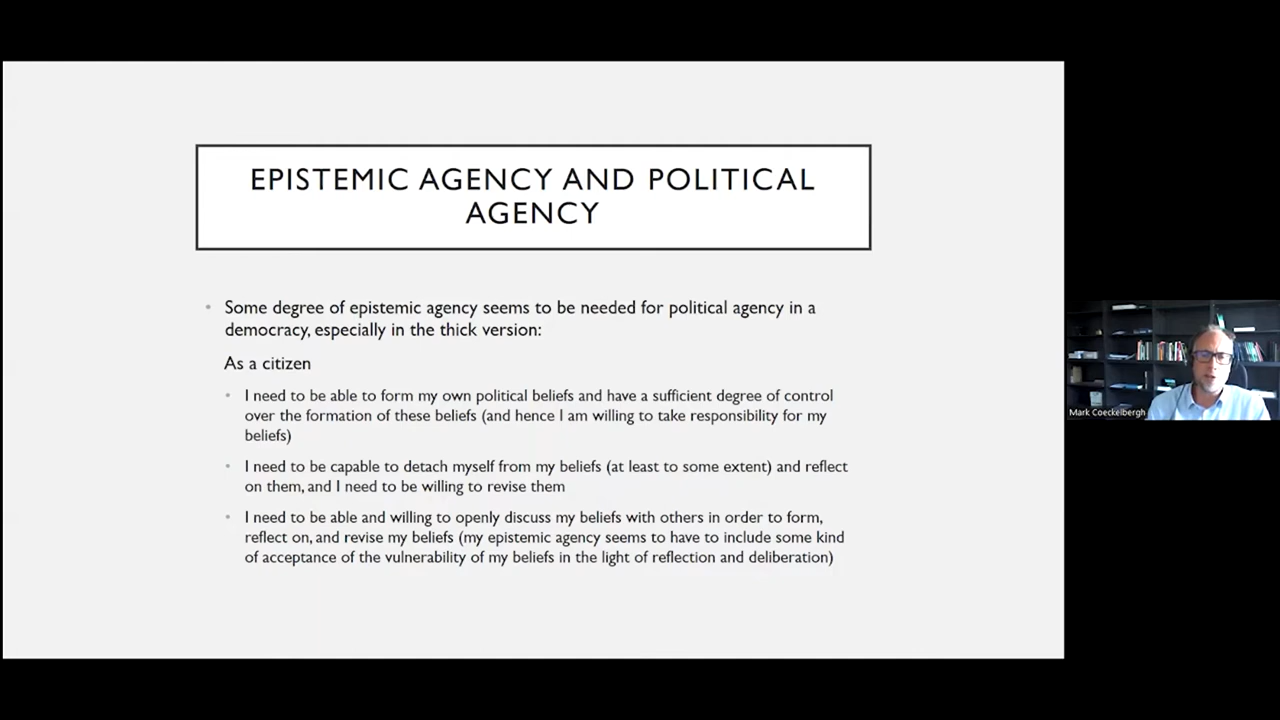 EPISTEMIC AGENCY AND POLITICAL
AGENCY
• Some degree of epistemic agency seems to be needed for political agency in a
democracy, especially in the thick version:
As a citizen
• I need to be able to form my own political beliefs and have a sufficient degree of control
over the formation of these beliefs (and hence I am willing to take responsibility for my
beliefs)
• I need to be capable to detach myself from my beliefs (at least to some extent) and reflect
on them, and I need to be willing to revise them
• I need to be able and willing to openly discuss my beliefs with others in order to form,
reflect on, and revise my beliefs (my epistemic agency seems to have to include some kind
of acceptance of the vulnerability of my beliefs in the light of reflection and deliberation)
Mark Coeckelbergh